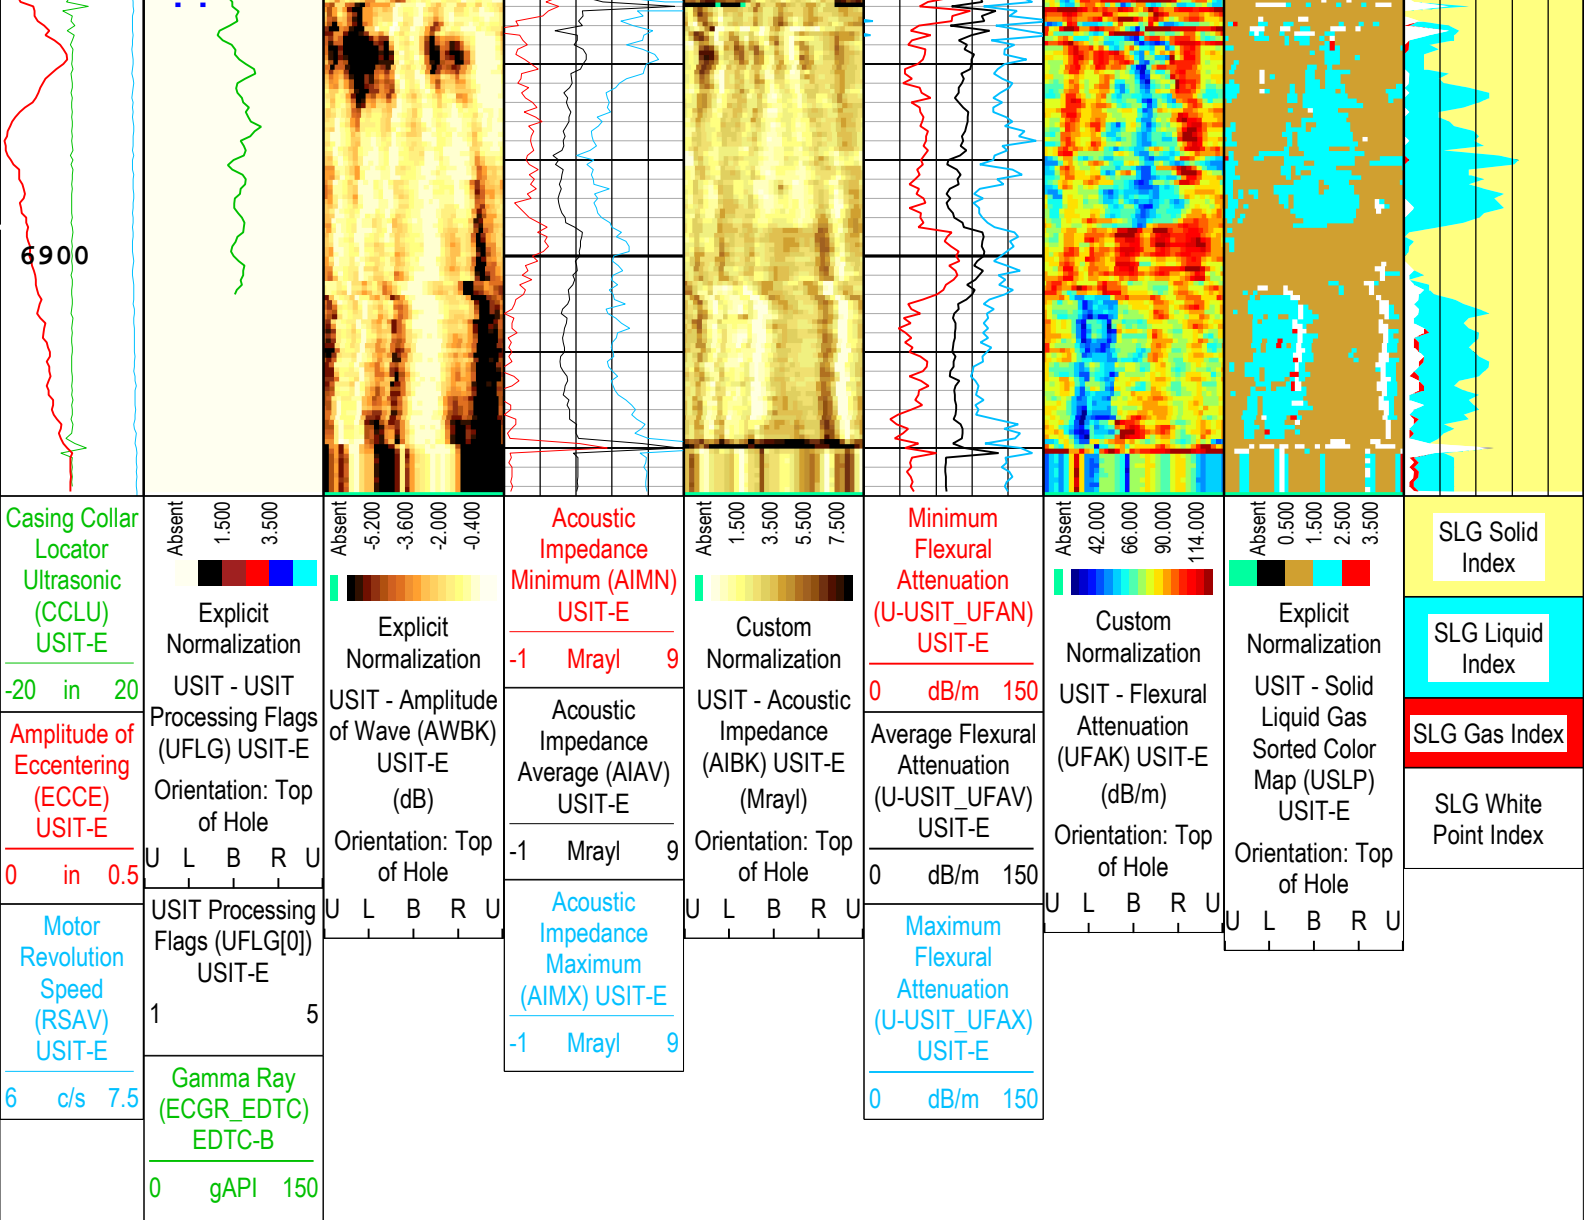 6900
Casing Collar
Locator
Ultrasonic
(CCLU)
USIT-E
-20 in 20
Amplitude of
Eccentering
(ECCE)
USIT-E
0 in 0.5
Motor
Revolution
Speed
(RSAV)
USIT-E
6 c/s 7.5
Absent 1.500 3.500
Explicit
Normalization
USIT - USIT
Processing Flags
(UFLG) USIT-E
Orientation: Top
of Hole
U L B R U
USIT Processing
Flags (UFLG[0])
USIT-E
1 5
Gamma Ray
(ECGR_EDTC)
EDTC-B
0 gAPI 150
Absent -5.200 -3.600 -2.000 -0.400
Explicit
Normalization
USIT - Amplitude
of Wave (AWBK)
USIT-E
(dB)
Orientation: Top
of Hole
U L B R U
Acoustic
Impedance
Minimum (AIMN)
USIT-E
-1 Mrayl 9
Acoustic
Impedance
Average (AIAV)
USIT-E
-1 Mrayl 9
Acoustic
Impedance
Maximum
(AIMX) USIT-E
-1 Mrayl 9
Absent 1.500 3.500 5.500 7.500
Custom
Normalization
USIT - Acoustic
Impedance
(AIBK) USIT-E
(Mrayl)
Orientation: Top
of Hole
U L B R U
Minimum
Flexural
Attenuation
(U-USIT_UFAN)
USIT-E
0 dB/m 150
Average Flexural
Attenuation
(U-USIT_UFAV)
USIT-E
0 dB/m 150
Maximum
Flexural
Attenuation
(U-USIT_UFAX)
USIT-E
0 dB/m 150
Absent 42.000 66.000 90.000 114.000
Custom
Normalization
USIT - Flexural
Attenuation
(UFAK) USIT-E
(dB/m)
Orientation: Top
of Hole
U L B R U
Absent 0.500 1.500 2.500 3.500
Explicit
Normalization
USIT - Solid
Liquid Gas
Sorted Color
Map (USLP)
USIT-E
Orientation: Top
of Hole
U L B R U
SLG Solid
Index
SLG Liquid
Index
SLG Gas Index
SLG White
Point Index